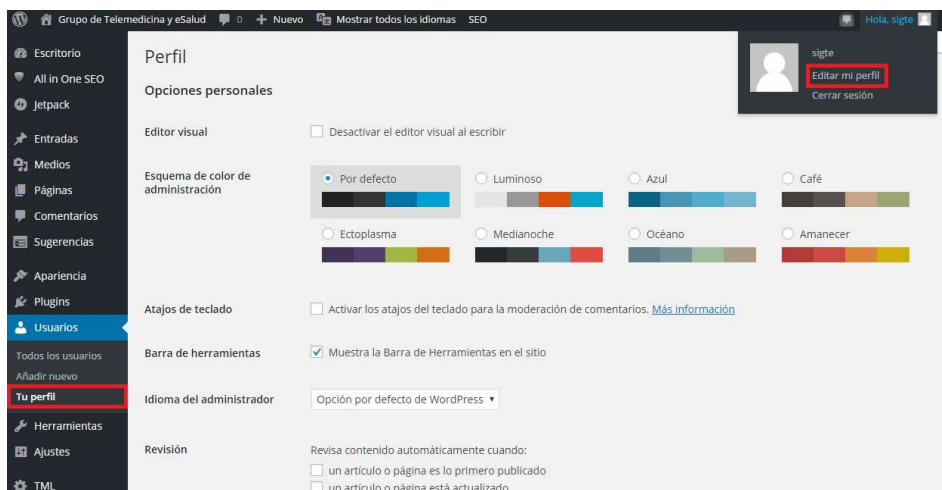 Grupo de Telemedicina y eSalud 0 + Nuevo Mostrar todos los idiomas SEO Hola, sigte
sigte
Editar mi perfil
Cerrar sesión
Escritorio
All in One SEO
Jetpack
Entradas
Medios
Páginas
Comentarios
Sugerencias
Apariencia
Plugins
Usuarios
Todos los usuarios
Añadir nuevo
Tu perfil
Herramientas
Ajustes
TML
Perfil
Opciones personales
Editor visual Desactivar el editor visual al escribir
Esquema de color de
administración
Por defecto Luminoso Azul Café
Ectoplasma Medianoche Océano Amanecer
Atajos de teclado Activar los atajos del teclado para la moderación de comentarios. Más información
Barra de herramientas Muestra la Barra de Herramientas en el sitio
Idioma del administrador Opción por defecto de WordPress
Revisión Revisa contenido automáticamente cuando:
un artículo o página es lo primero publicado
un artículo o página está actualizado